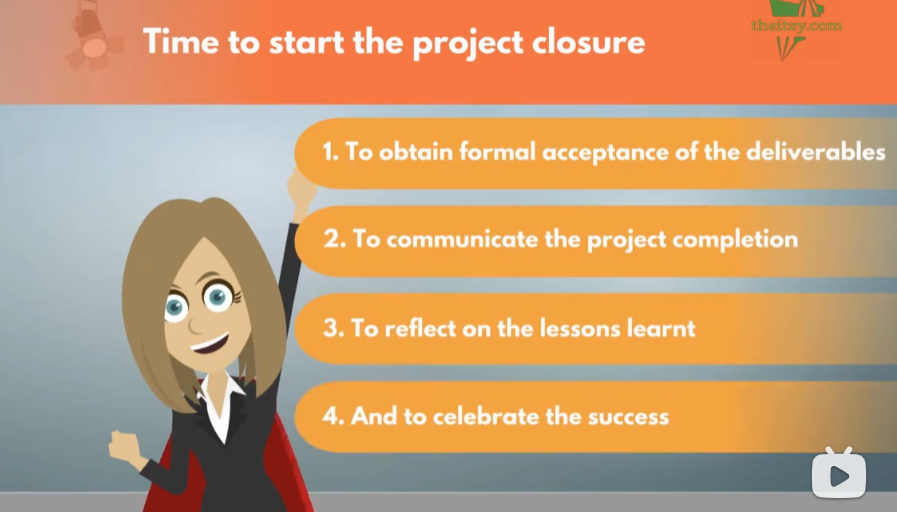 Time to start the project closure
theitsy.com
1. To obtain formal acceptance of the deliverables
2. To communicate the project completion
3. To reflect on the lessons learnt
4. And to celebrate the success